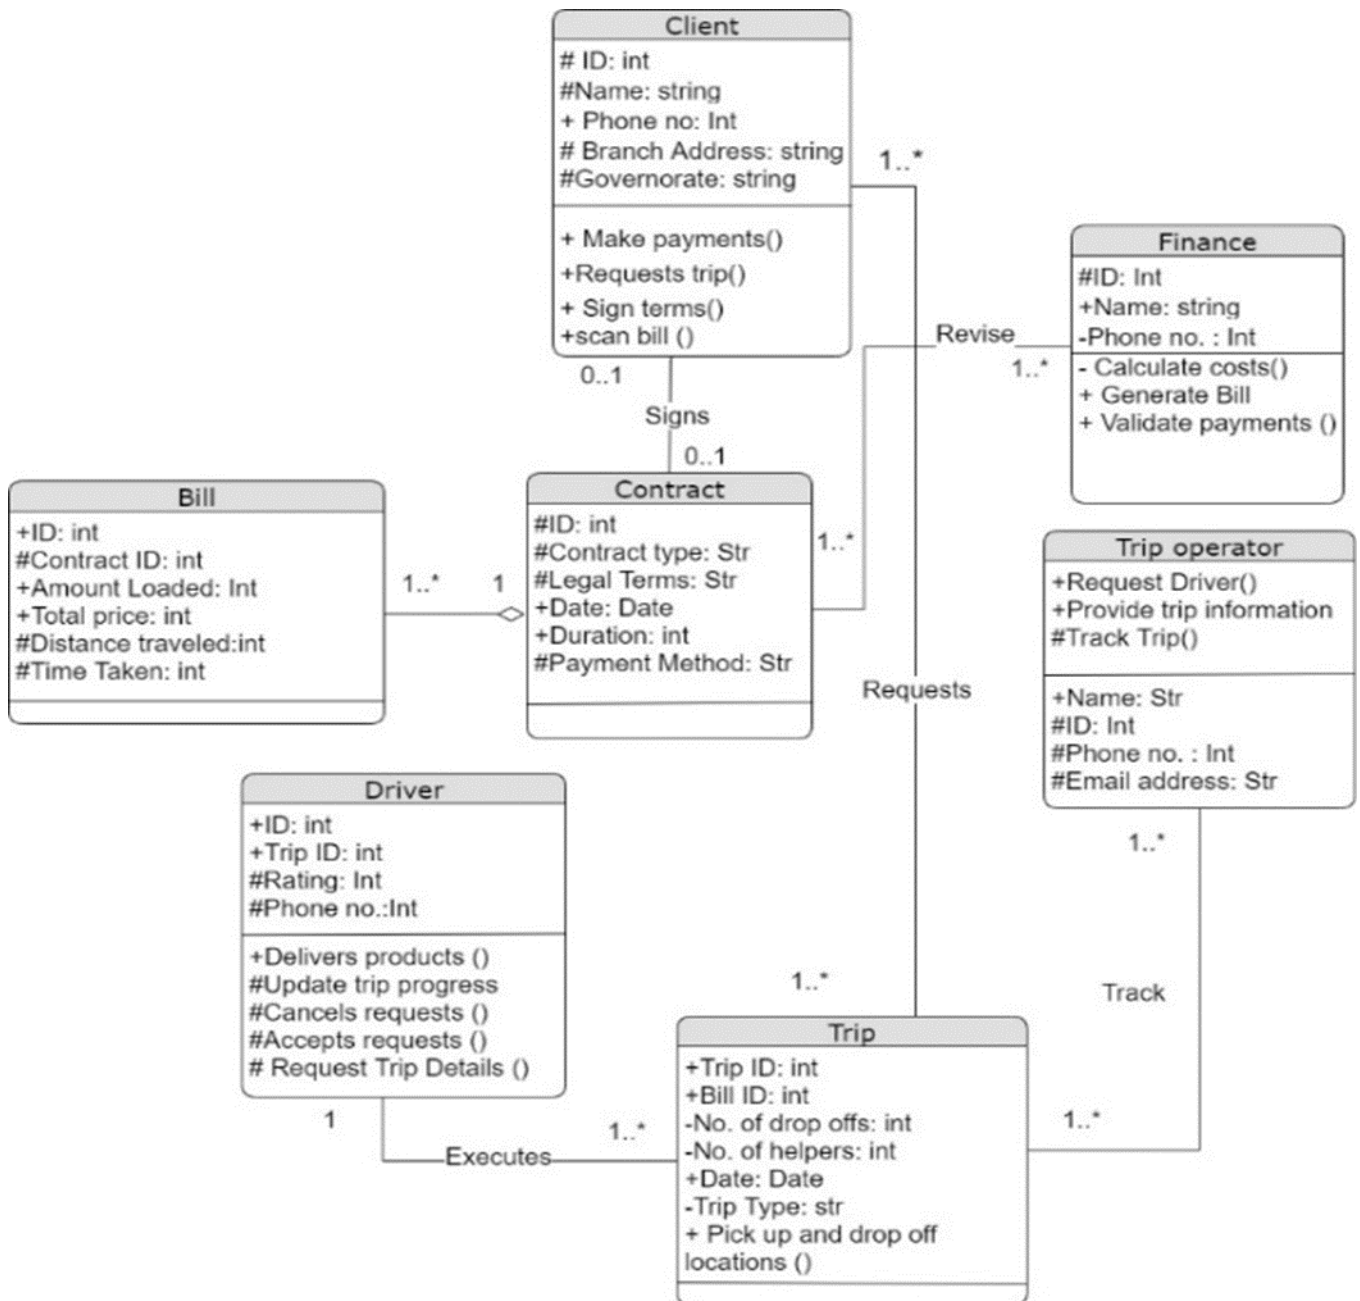 Client
# ID: int
#Name: string
+ Phone no: Int
# Branch Address: string
#Governorate: string
+ Make payments()
+Requests trip()
+ Sign terms()
+scan bill ()
1..*
Finance
#ID: Int
+Name: string
-Phone no. : Int
- Calculate costs()
+ Generate Bill
+ Validate payments ()
Revise
1..*
0..1
Signs
0..1
Bill
+ID: int
#Contract ID: int
+Amount Loaded: Int
+Total price: int
#Distance traveled:int
#Time Taken: int
1..*
1
Contract
#ID: int
#Contract type: Str
#Legal Terms: Str
+Date: Date
+Duration: int
#Payment Method: Str
1..*
Trip operator
+Request Driver()
+Provide trip information
#Track Trip()
+Name: Str
#ID: Int
#Phone no. : Int
#Email address: Str
Requests
Driver
+ID: int
+Trip ID: int
#Rating: Int
#Phone no.:Int
+Delivers products ()
#Update trip progress
#Cancels requests ()
#Accepts requests ()
# Request Trip Details ()
1..*
Track
1..*
1
Executes
1..*
Trip
+Trip ID: int
+Bill ID: int
-No. of drop offs: int
-No. of helpers: int
+Date: Date
-Trip Type: str
+ Pick up and drop off
locations ()
1..*